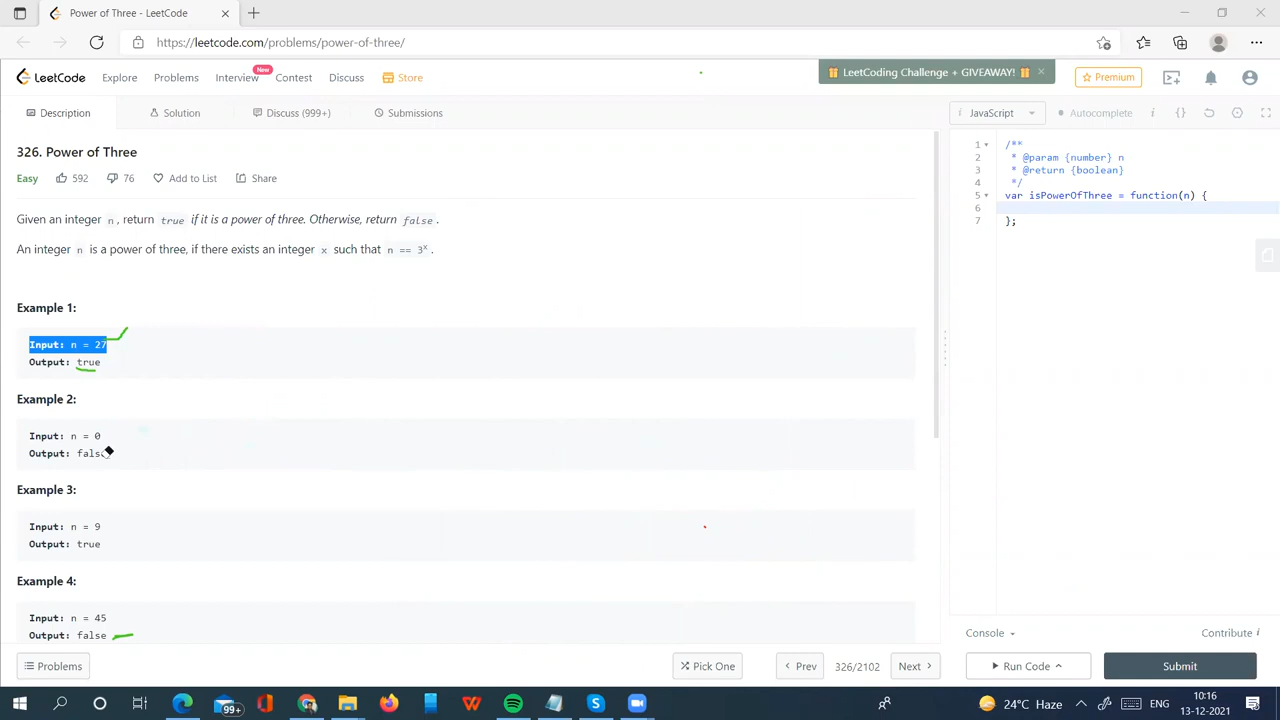 Power of Three - LeetCode
https://leetcode.com/problems/power-of-three/
LeetCode Explore Problems Interview New Contest Discuss Store LeetCoding Challenge + GIVEAWAY! Premium
Description Solution Discuss (999+) Submissions i JavaScript Autocomplete i {}
326. Power of Three
Easy 592 76 Add to List Share
Given an integer n, return true if it is a power of three. Otherwise, return false.
An integer n is a power of three, if there exists an integer x such that n == 3ˣ.
Example 1:
Input: n = 27
Output: true
Example 2:
Input: n = 0
Output: false
Example 3:
Input: n = 9
Output: true
Example 4:
Input: n = 45
Output: false
1 /**
2 * @param {number} n
3 * @return {boolean}
4 */
5 var isPowerOfThree = function(n) {
6
7 };
Console Contribute i
Problems Pick One Prev 326/2102 Next Run Code Submit
99+ 24°C Haze ENG 10:16
13-12-2021